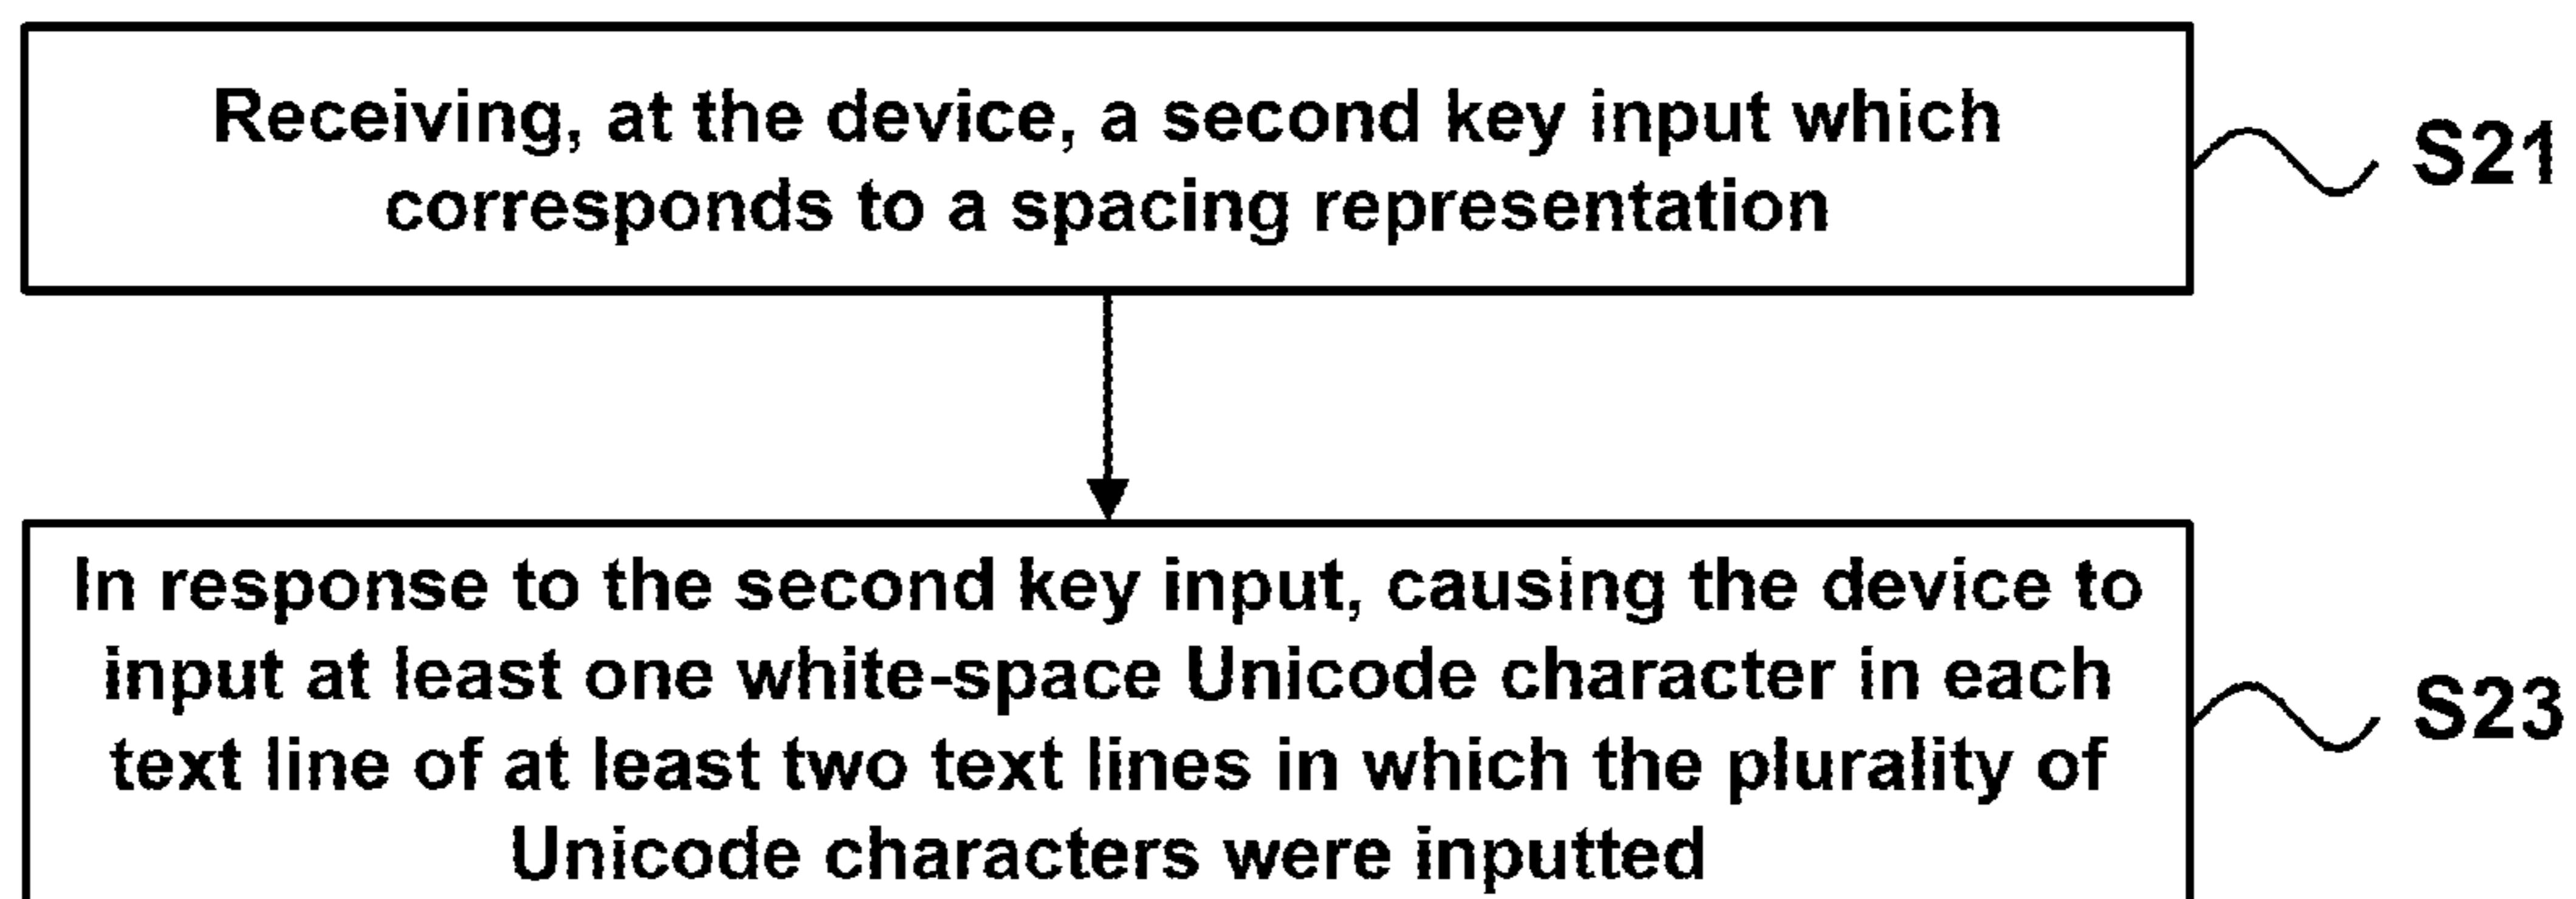 Receiving, at the device, a second key input which
corresponds to a spacing representation
S21
In response to the second key input, causing the device to
input at least one white-space Unicode character in each
text line of at least two text lines in which the plurality of
Unicode characters were inputted
S23